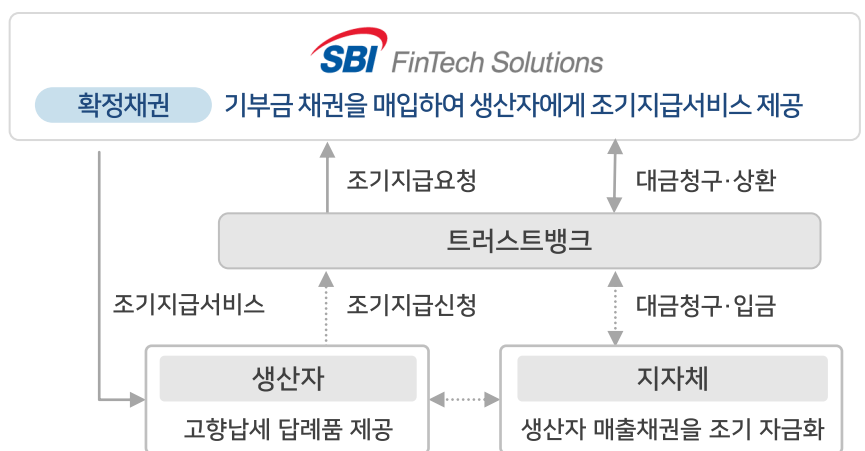 SBI FinTech Solutions
확정채권 기부금 채권을 매입하여 생산자에게 조기지급서비스 제공
조기지급요청 대금청구·상환
트러스트뱅크
조기지급서비스 조기지급신청 대금청구·입금
생산자 지자체
고향납세 답례품 제공 생산자 매출채권을 조기 자금화